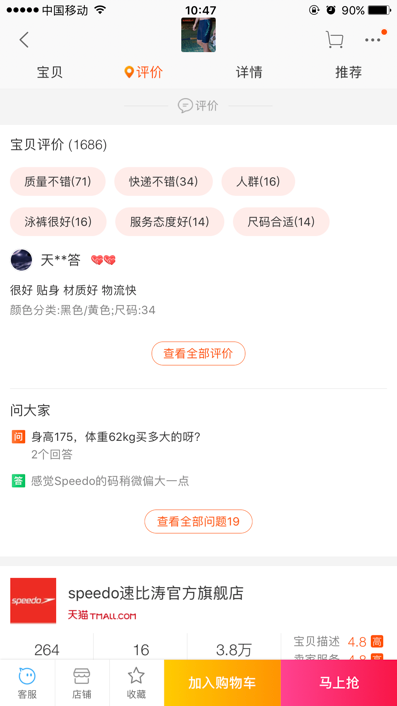 中国移动
10:47
90%
宝贝
评价
详情
推荐
评价
宝贝评价 (1686)
质量不错(71)
快递不错(34)
人群(16)
泳裤很好(16)
服务态度好(14)
尺码合适(14)
天**答
很好 贴身 材质好 物流快
颜色分类:黑色/黄色;尺码:34
查看全部评价
问大家
问 身高175，体重62kg买多大的呀?
2个回答
答 感觉Speedo的码稍微偏大一点
查看全部问题19
speedo
speedo速比涛官方旗舰店
天猫 TMALL.COM
264
16
3.8万
宝贝描述 4.8 高
卖家服务 4.8 高
客服
店铺
收藏
加入购物车
马上抢